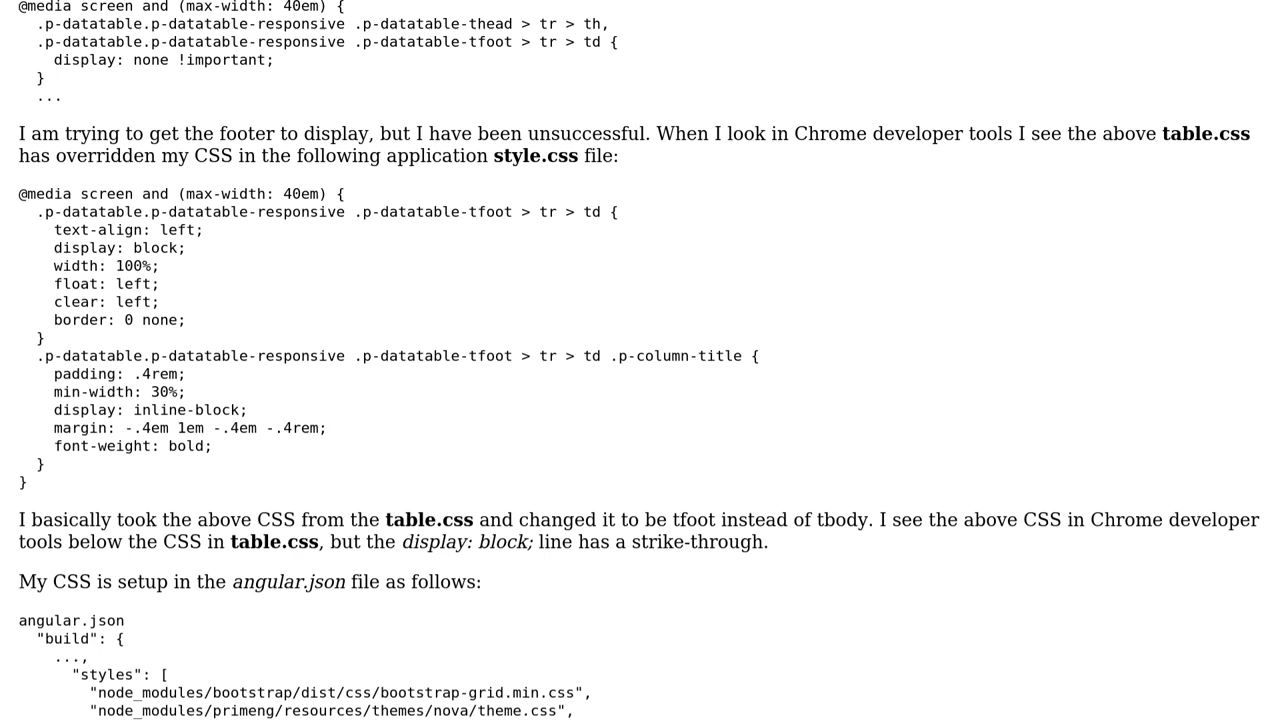 @media screen and (max-width: 40em) {
  .p-datatable.p-datatable-responsive .p-datatable-thead > tr > th,
  .p-datatable.p-datatable-responsive .p-datatable-tfoot > tr > td {
    display: none !important;
  }
  ...
I am trying to get the footer to display, but I have been unsuccessful. When I look in Chrome developer tools I see the above table.css
has overridden my CSS in the following application style.css file:
@media screen and (max-width: 40em) {
  .p-datatable.p-datatable-responsive .p-datatable-tfoot > tr > td {
    text-align: left;
    display: block;
    width: 100%;
    float: left;
    clear: left;
    border: 0 none;
  }
  .p-datatable.p-datatable-responsive .p-datatable-tfoot > tr > td .p-column-title {
    padding: .4rem;
    min-width: 30%;
    display: inline-block;
    margin: -.4em 1em -.4em -.4rem;
    font-weight: bold;
  }
}
I basically took the above CSS from the table.css and changed it to be tfoot instead of tbody. I see the above CSS in Chrome developer
tools below the CSS in table.css, but the display: block; line has a strike-through.
My CSS is setup in the angular.json file as follows:
angular.json
  "build": {
    ...,
      "styles": [
        "node_modules/bootstrap/dist/css/bootstrap-grid.min.css",
        "node_modules/primeng/resources/themes/nova/theme.css",